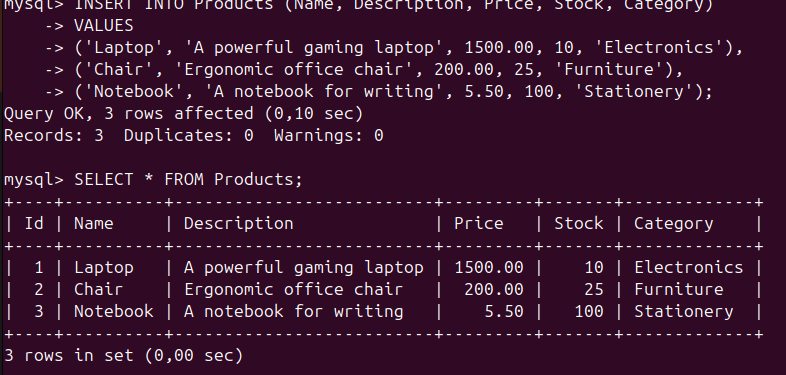 mysql> INSERT INTO Products (Name, Description, Price, Stock, Category)
    -> VALUES
    -> ('Laptop', 'A powerful gaming laptop', 1500.00, 10, 'Electronics'),
    -> ('Chair', 'Ergonomic office chair', 200.00, 25, 'Furniture'),
    -> ('Notebook', 'A notebook for writing', 5.50, 100, 'Stationery');
Query OK, 3 rows affected (0,10 sec)
Records: 3  Duplicates: 0  Warnings: 0

mysql> SELECT * FROM Products;
+----+----------+--------------------------+---------+-------+-------------+
| Id | Name     | Description              | Price   | Stock | Category    |
+----+----------+--------------------------+---------+-------+-------------+
|  1 | Laptop   | A powerful gaming laptop | 1500.00 |    10 | Electronics |
|  2 | Chair    | Ergonomic office chair   |  200.00 |    25 | Furniture   |
|  3 | Notebook | A notebook for writing   |    5.50 |   100 | Stationery  |
+----+----------+--------------------------+---------+-------+-------------+
3 rows in set (0,00 sec)